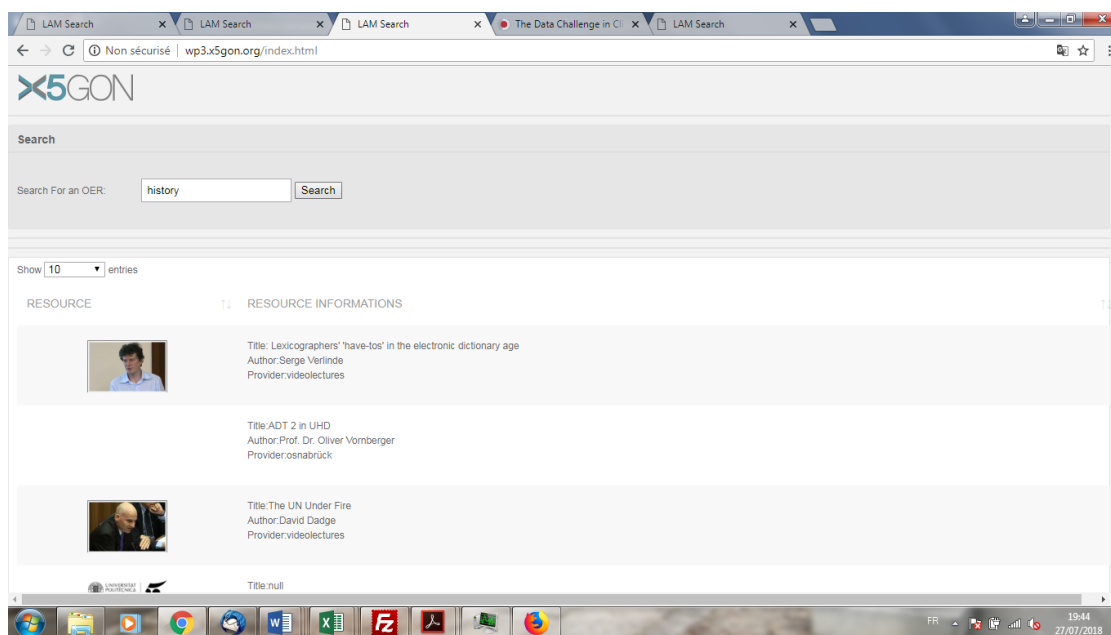 LAM Search
LAM Search
LAM Search
The Data Challenge in Cl
LAM Search
Non sécurisé | wp3.x5gon.org/index.html
X5GON
Search
Search For an OER: history Search
Show 10 entries
RESOURCE RESOURCE INFORMATIONS
Title: Lexicographers' 'have-tos' in the electronic dictionary age
Author:Serge Verlinde
Provider:videolectures
Title:ADT 2 in UHD
Author:Prof. Dr. Oliver Vornberger
Provider:osnabrück
Title:The UN Under Fire
Author:David Dadge
Provider:videolectures
UNIVERSITAT
POLITÈCNICA
Title:null
FR 19:44
27/07/2018